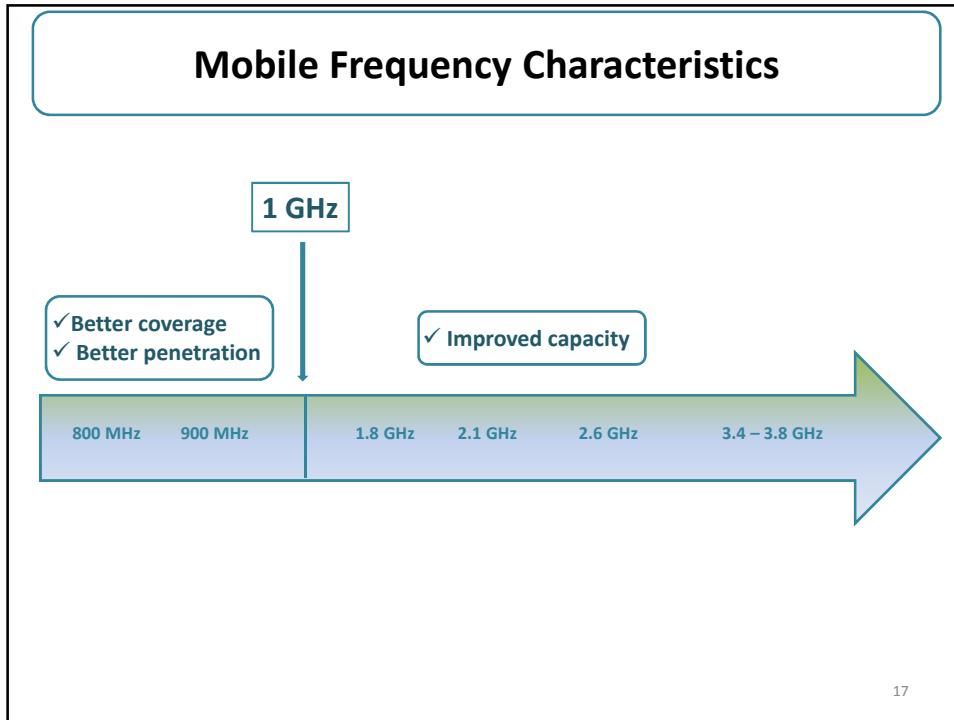 Mobile Frequency Characteristics
1 GHz
✓Better coverage
✓ Better penetration
✓ Improved capacity
800 MHz 900 MHz 1.8 GHz 2.1 GHz 2.6 GHz 3.4 – 3.8 GHz
17